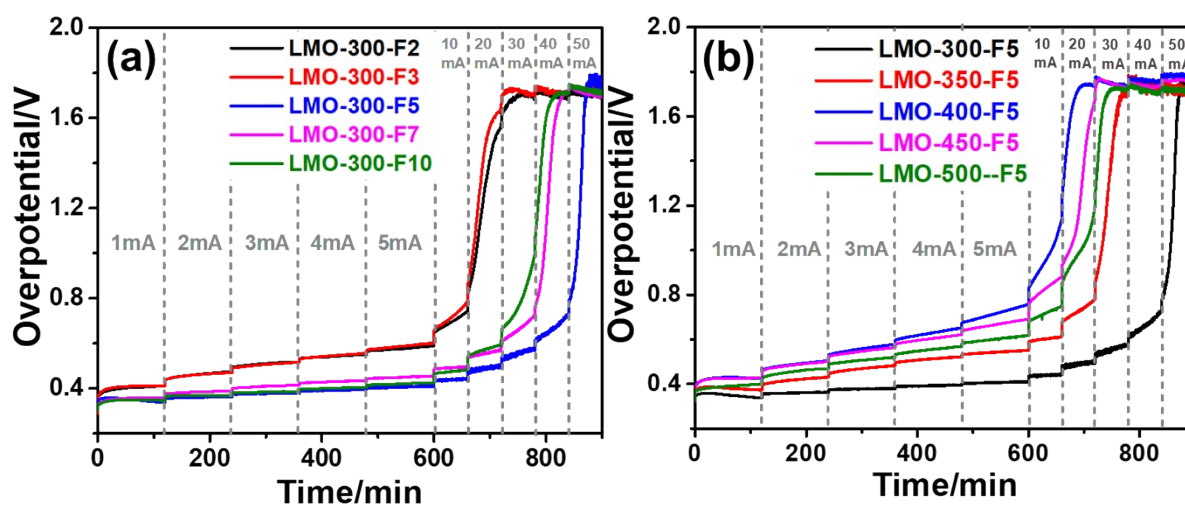 (a)
LMO-300-F2
LMO-300-F3
LMO-300-F5
LMO-300-F7
LMO-300-F10
10
mA
20
mA
30
mA
40
mA
50
mA
1mA
2mA
3mA
4mA
5mA
2.0
1.6
1.2
0.8
0.4
0.0
Overpotential/V
0
200
400
600
800
Time/min
(b)
LMO-300-F5
LMO-350-F5
LMO-400-F5
LMO-450-F5
LMO-500--F5
10
mA
20
mA
30
mA
40
mA
50
mA
1mA
2mA
3mA
4mA
5mA
2.0
1.6
1.2
0.8
0.4
Overpotential/V
0
200
400
600
800
Time/min